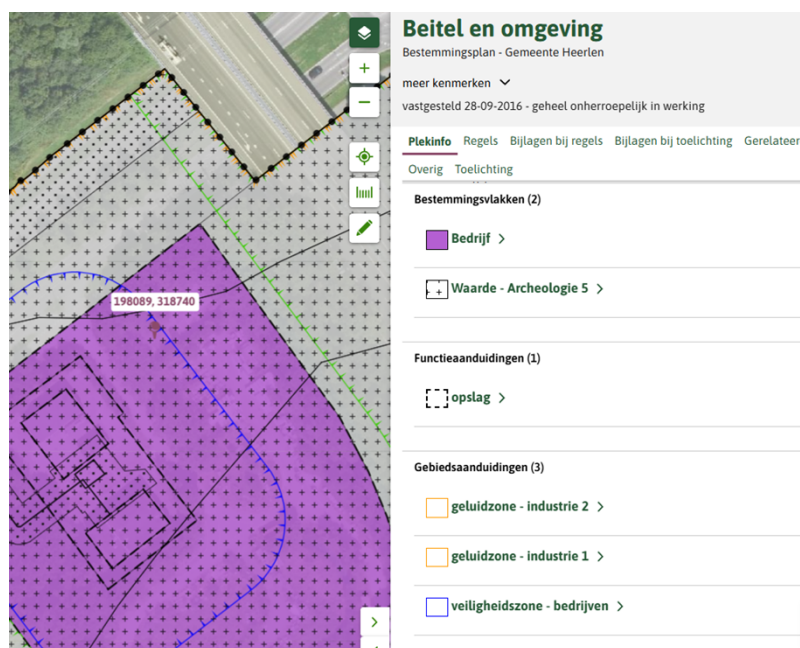 Beitel en omgeving
Bestemmingsplan - Gemeente Heerlen
meer kenmerken
vastgesteld 28-09-2016 - geheel onherroepelijk in werking
Plekinfo Regels Bijlagen bij regels Bijlagen bij toelichting Gerelateer
Overig Toelichting
Bestemmingsvlakken (2)
Bedrijf
Waarde - Archeologie 5
198089, 318740
Functieaanduidingen (1)
opslag
Gebiedsaanduidingen (3)
geluidzone - industrie 2
geluidzone - industrie 1
veiligheidszone - bedrijven